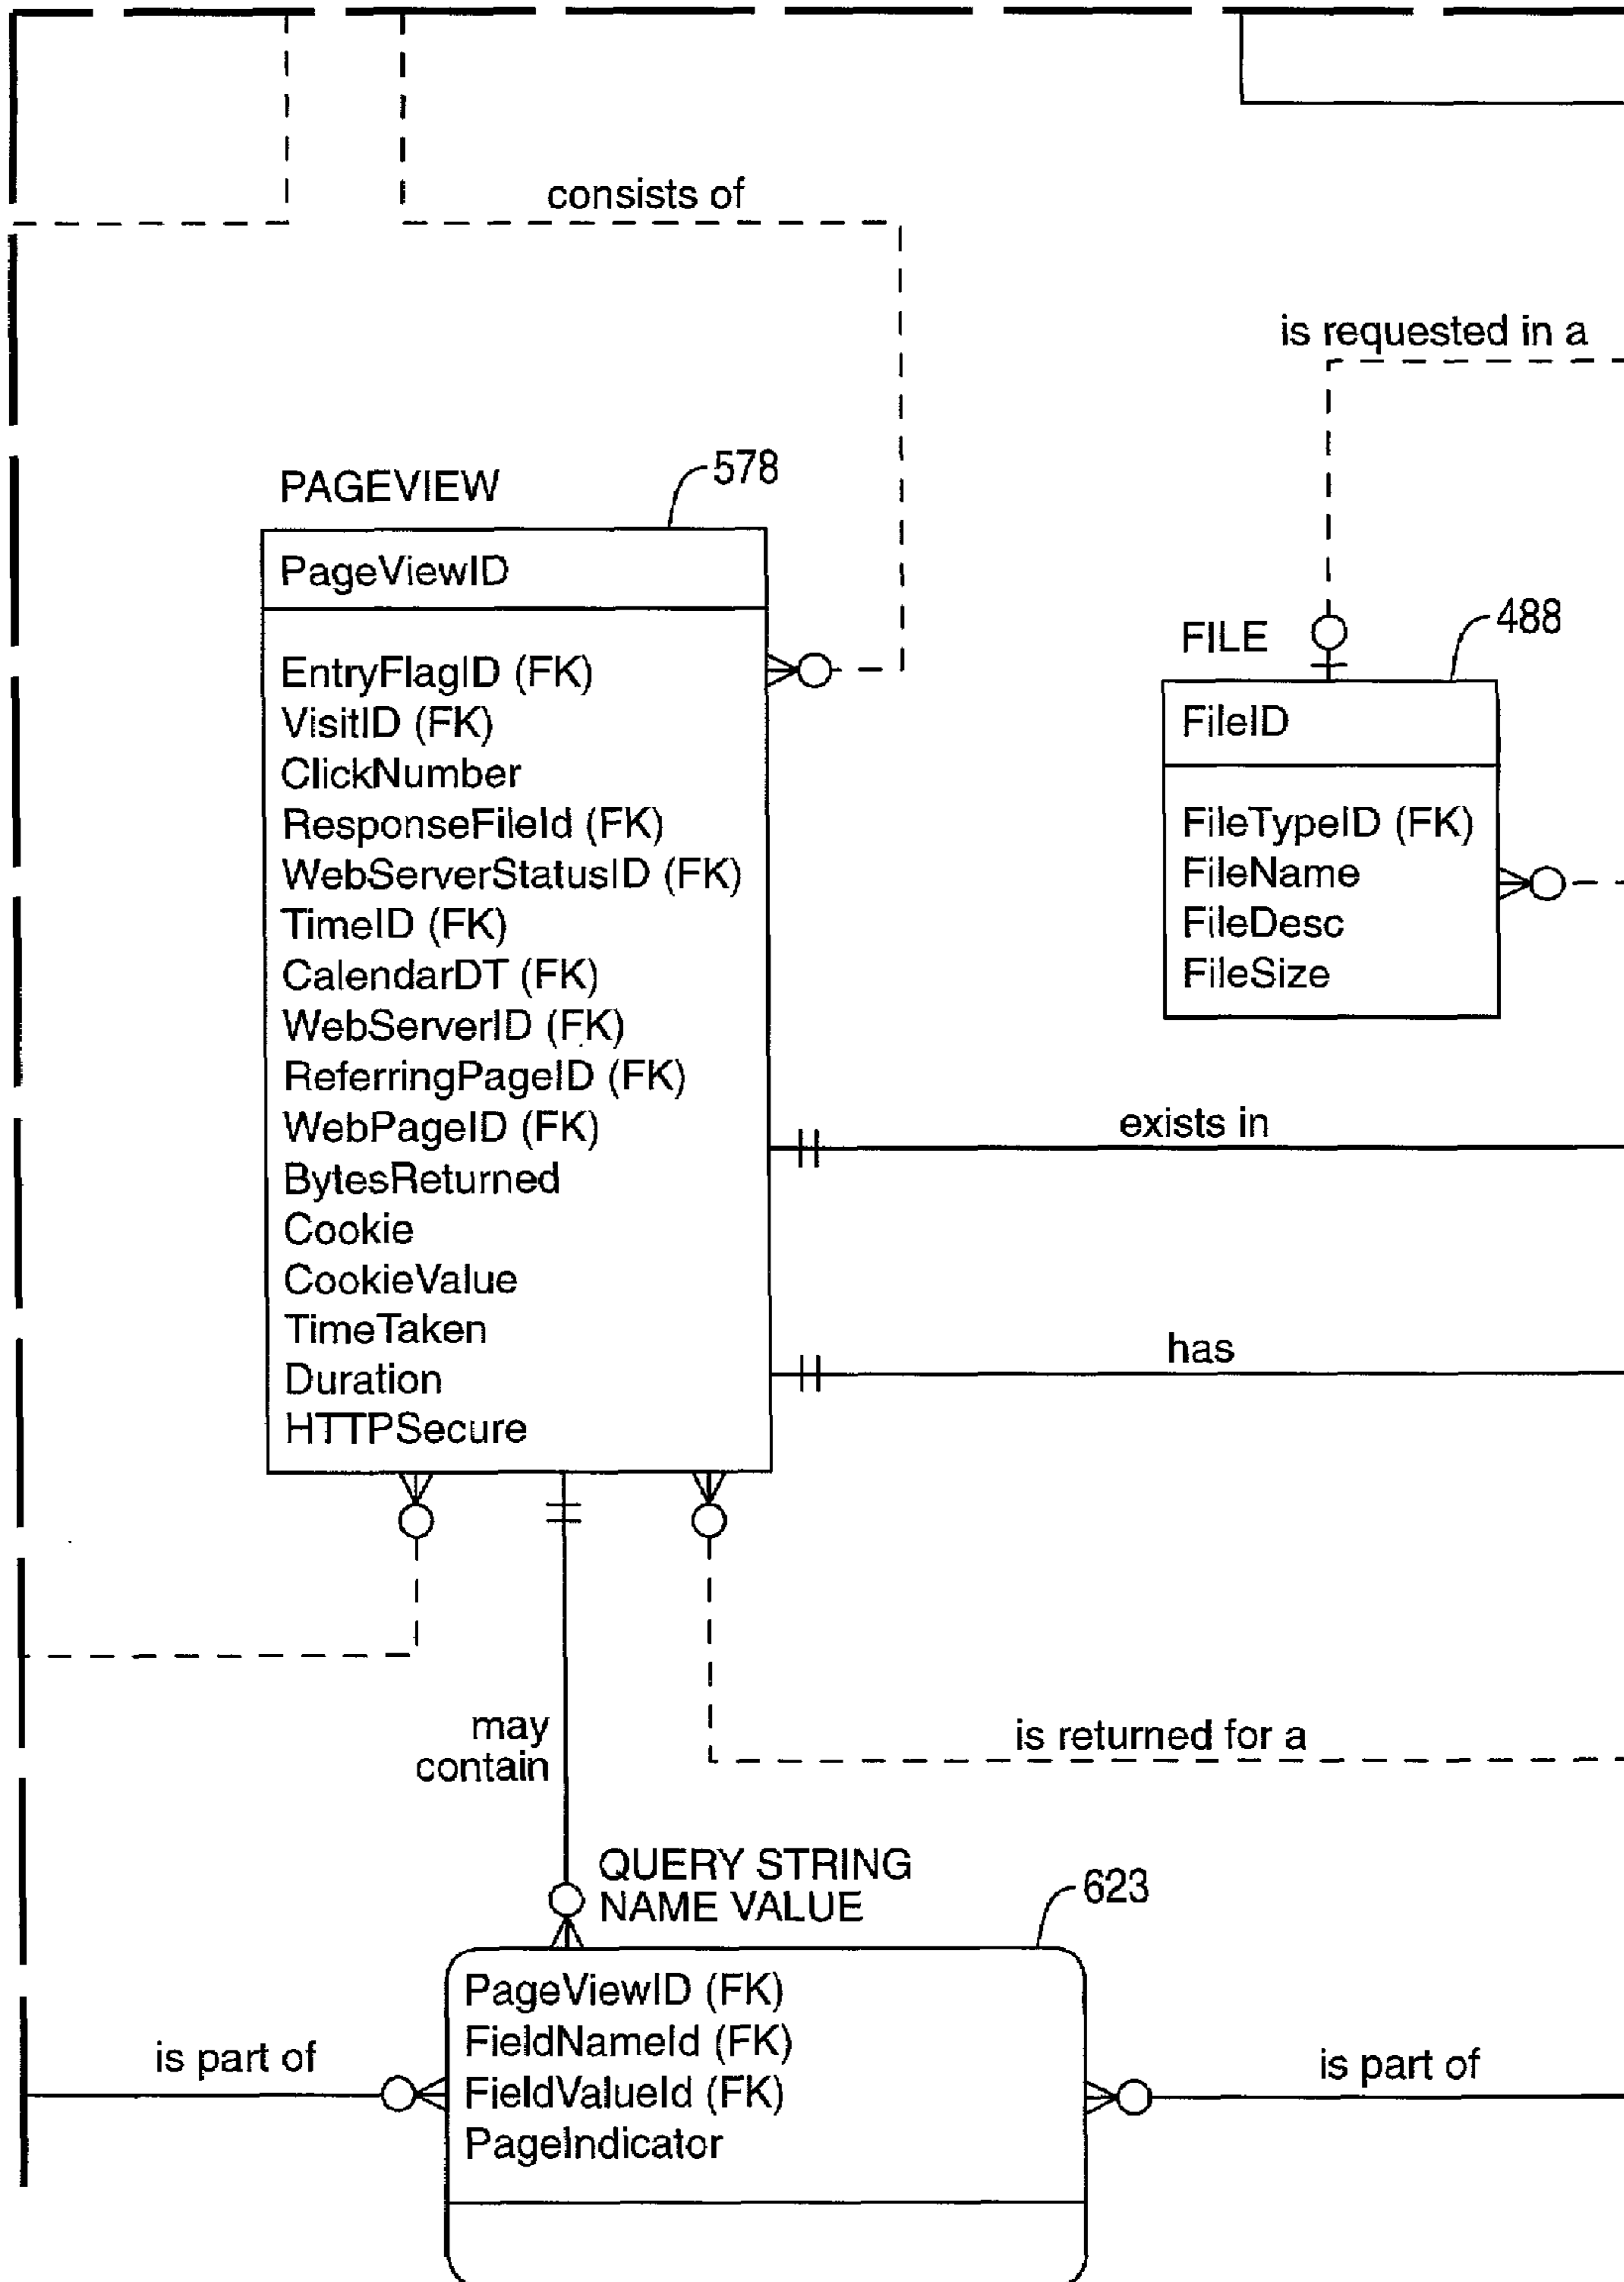 consists of
is requested in a
PAGEVIEW
578
PageViewID
EntryFlagID (FK)
VisitID (FK)
ClickNumber
ResponseFileId (FK)
WebServerStatusID (FK)
TimeID (FK)
CalendarDT (FK)
WebServerID (FK)
ReferringPageID (FK)
WebPageID (FK)
BytesReturned
Cookie
CookieValue
TimeTaken
Duration
HTTPSecure
FILE
488
FileID
FileTypeID (FK)
FileName
FileDesc
FileSize
exists in
has
may
contain
is returned for a
QUERY STRING
NAME VALUE
623
PageViewID (FK)
FieldNameId (FK)
FieldValueId (FK)
PageIndicator
is part of
is part of